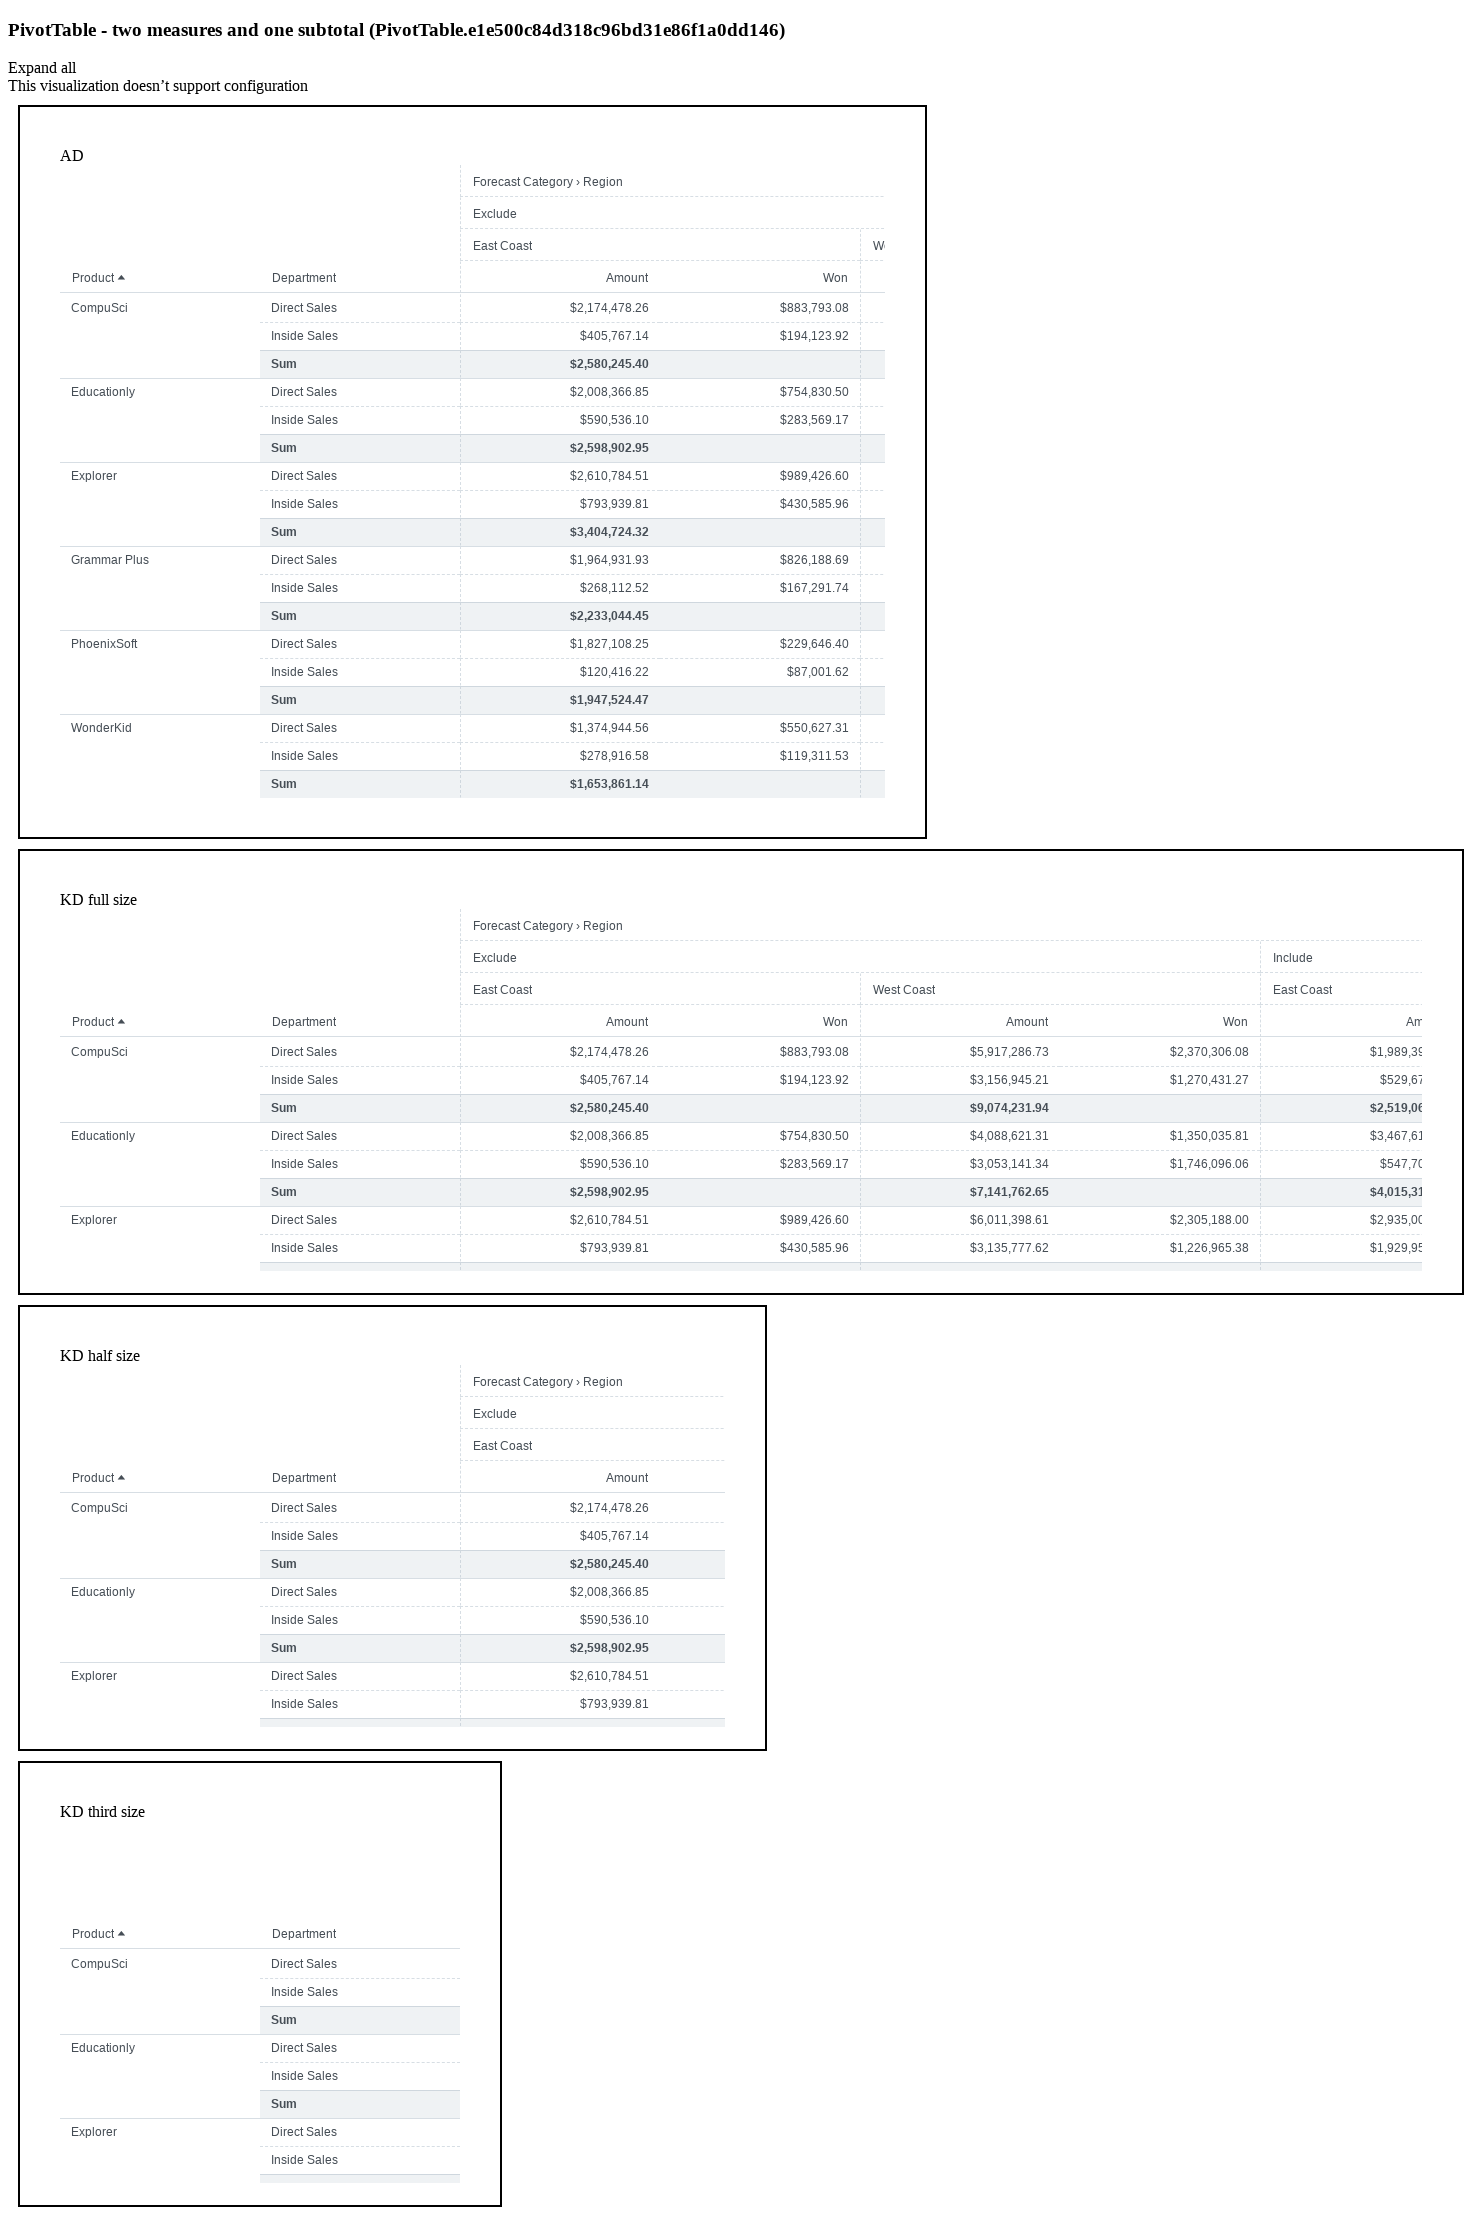 PivotTable - two measures and one subtotal (PivotTable.e1e500c84d318c96bd31e86f1a0dd146)
Expand all
This visualization doesn’t support configuration
AD
Forecast Category › Region
Exclude
East Coast
Product Department Amount Won
CompuSci Direct Sales $2,174,478.26 $883,793.08
Inside Sales $405,767.14 $194,123.92
Sum $2,580,245.40
Educationly Direct Sales $2,008,366.85 $754,830.50
Inside Sales $590,536.10 $283,569.17
Sum $2,598,902.95
Explorer Direct Sales $2,610,784.51 $989,426.60
Inside Sales $793,939.81 $430,585.96
Sum $3,404,724.32
Grammar Plus Direct Sales $1,964,931.93 $826,188.69
Inside Sales $268,112.52 $167,291.74
Sum $2,233,044.45
PhoenixSoft Direct Sales $1,827,108.25 $229,646.40
Inside Sales $120,416.22 $87,001.62
Sum $1,947,524.47
WonderKid Direct Sales $1,374,944.56 $550,627.31
Inside Sales $278,916.58 $119,311.53
Sum $1,653,861.14
KD full size
Forecast Category › Region
Exclude Include
East Coast West Coast East Coast
Product Department Amount Won Amount Won Am
CompuSci Direct Sales $2,174,478.26 $883,793.08 $5,917,286.73 $2,370,306.08 $1,989,39
Inside Sales $405,767.14 $194,123.92 $3,156,945.21 $1,270,431.27 $529,67
Sum $2,580,245.40 $9,074,231.94 $2,519,06
Educationly Direct Sales $2,008,366.85 $754,830.50 $4,088,621.31 $1,350,035.81 $3,467,61
Inside Sales $590,536.10 $283,569.17 $3,053,141.34 $1,746,096.06 $547,70
Sum $2,598,902.95 $7,141,762.65 $4,015,31
Explorer Direct Sales $2,610,784.51 $989,426.60 $6,011,398.61 $2,305,188.00 $2,935,00
Inside Sales $793,939.81 $430,585.96 $3,135,777.62 $1,226,965.38 $1,929,95
KD half size
Forecast Category › Region
Exclude
East Coast
Product Department Amount
CompuSci Direct Sales $2,174,478.26
Inside Sales $405,767.14
Sum $2,580,245.40
Educationly Direct Sales $2,008,366.85
Inside Sales $590,536.10
Sum $2,598,902.95
Explorer Direct Sales $2,610,784.51
Inside Sales $793,939.81
KD third size
Product Department
CompuSci Direct Sales
Inside Sales
Sum
Educationly Direct Sales
Inside Sales
Sum
Explorer Direct Sales
Inside Sales